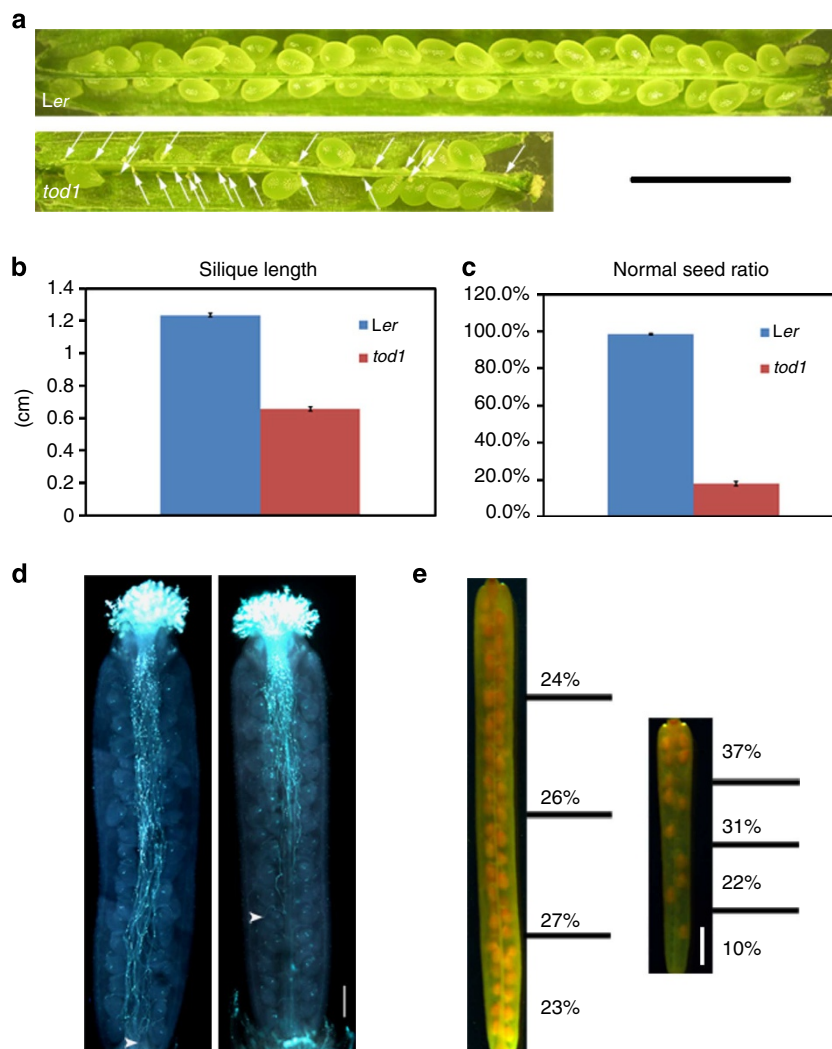 a
Ler
tod1
b
Silique length
1.4
1.2
1
0.8
0.6
0.4
0.2
0
(cm)
Ler
tod1
c
Normal seed ratio
120.0%
100.0%
80.0%
60.0%
40.0%
20.0%
0.0%
Ler
tod1
d
e
24%
26%
27%
23%
37%
31%
22%
10%